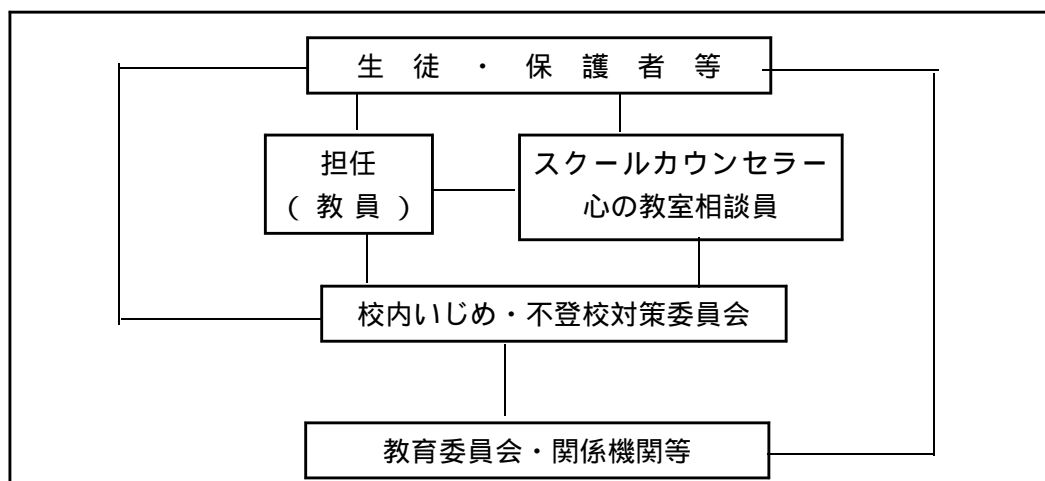 生徒・保護者等
担任
(教員)
スクールカウンセラー
心の教室相談員
校内いじめ・不登校対策委員会
教育委員会・関係機関等